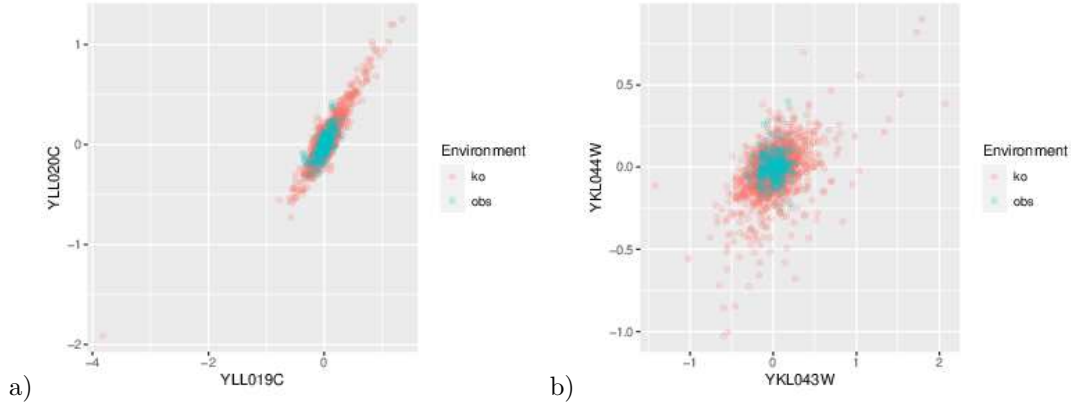 1
0
−1
−2
−4
−2
0
YLL020C
YLL019C
Environment
ko
obs
a)
0.5
0.0
−0.5
−1.0
−1
0
1
2
YKL044W
YKL043W
Environment
ko
obs
b)